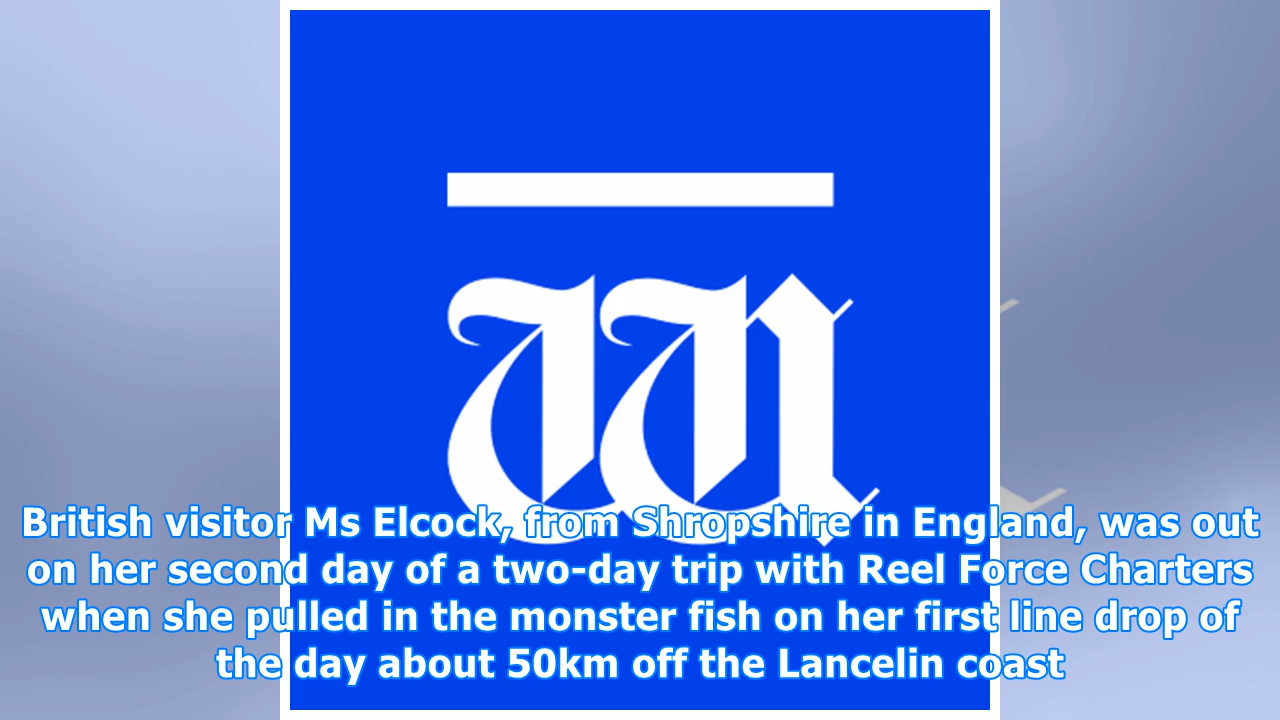 British visitor Ms Elcock, from Shropshire in England, was out
on her second day of a two-day trip with Reel Force Charters
when she pulled in the monster fish on her first line drop of
the day about 50km off the Lancelin coast